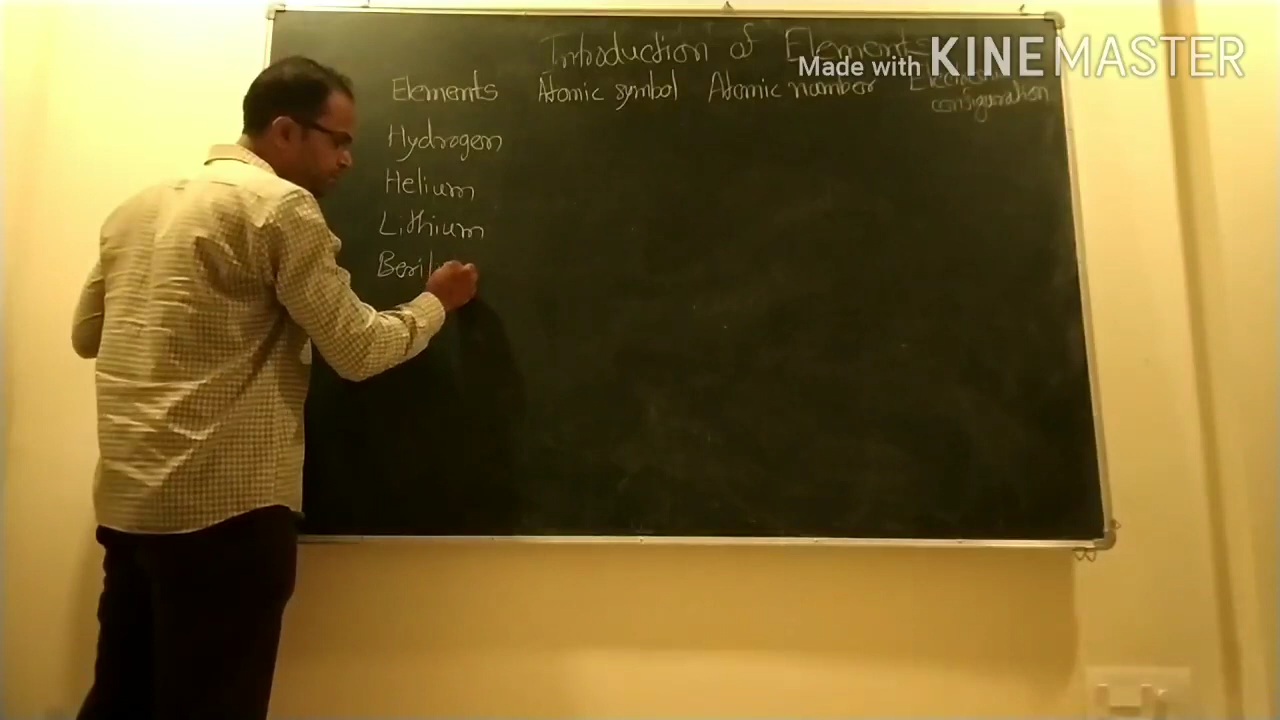 Introduction of Elements
Made with KINEMASTER
Elements Atomic symbol Atomic number
configuration
Hydrogen
Helium
Lithium